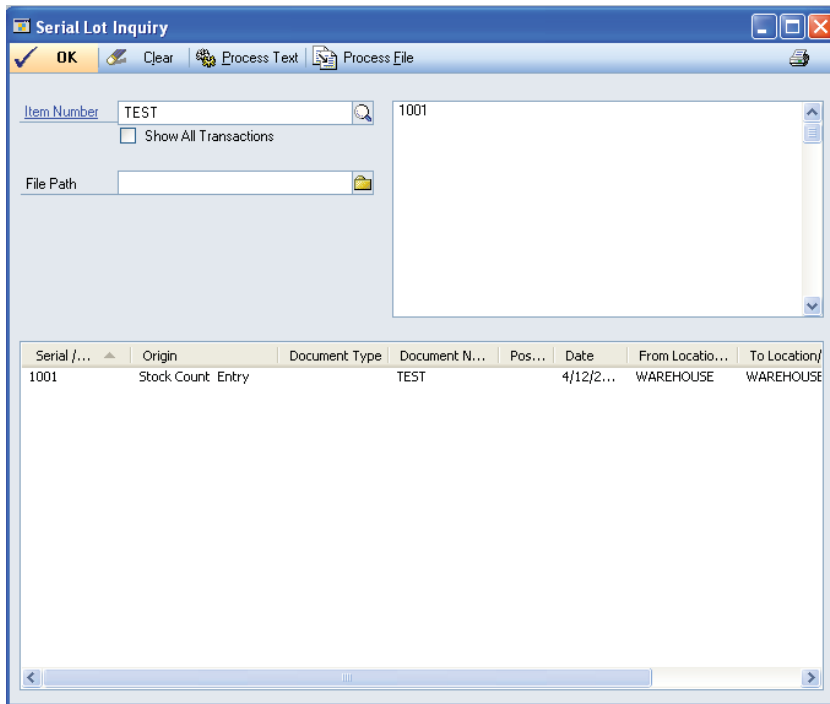 Serial Lot Inquiry
OK Clear Process Text Process File
Item Number TEST
Show All Transactions
File Path
1001
Serial /... Origin Document Type Document N... Pos... Date From Locatio... To Location/
1001 Stock Count Entry TEST 4/12/2... WAREHOUSE WAREHOUSE